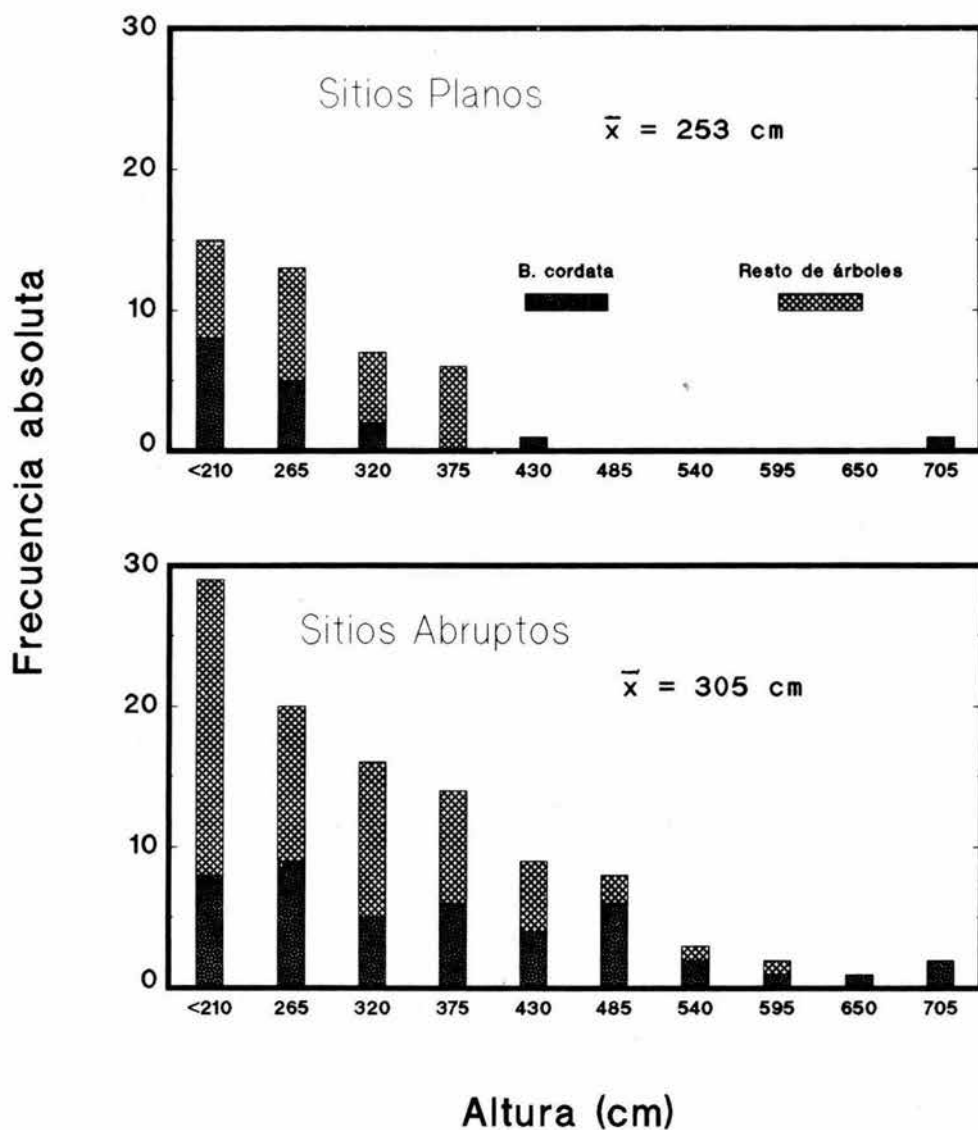 Frecuencia absoluta
30
20
10
0
Sitios Planos
x̄ = 253 cm
B. cordata Resto de árboles
<210 265 320 375 430 485 540 595 650 705
30
20
10
0
Sitios Abruptos
x̄ = 305 cm
<210 265 320 375 430 485 540 595 650 705
Altura (cm)